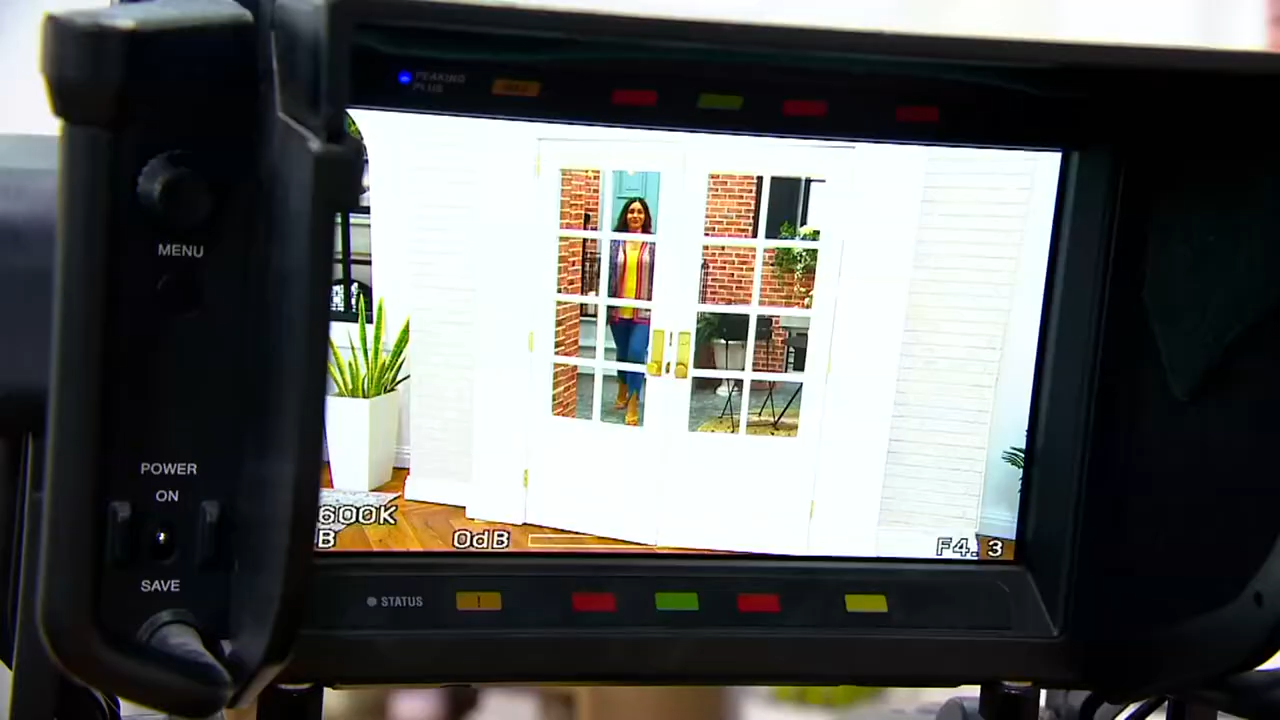 PEAKING
PLUS
MENU
POWER
ON
SAVE
600K
B
0dB
F4.3
STATUS
!